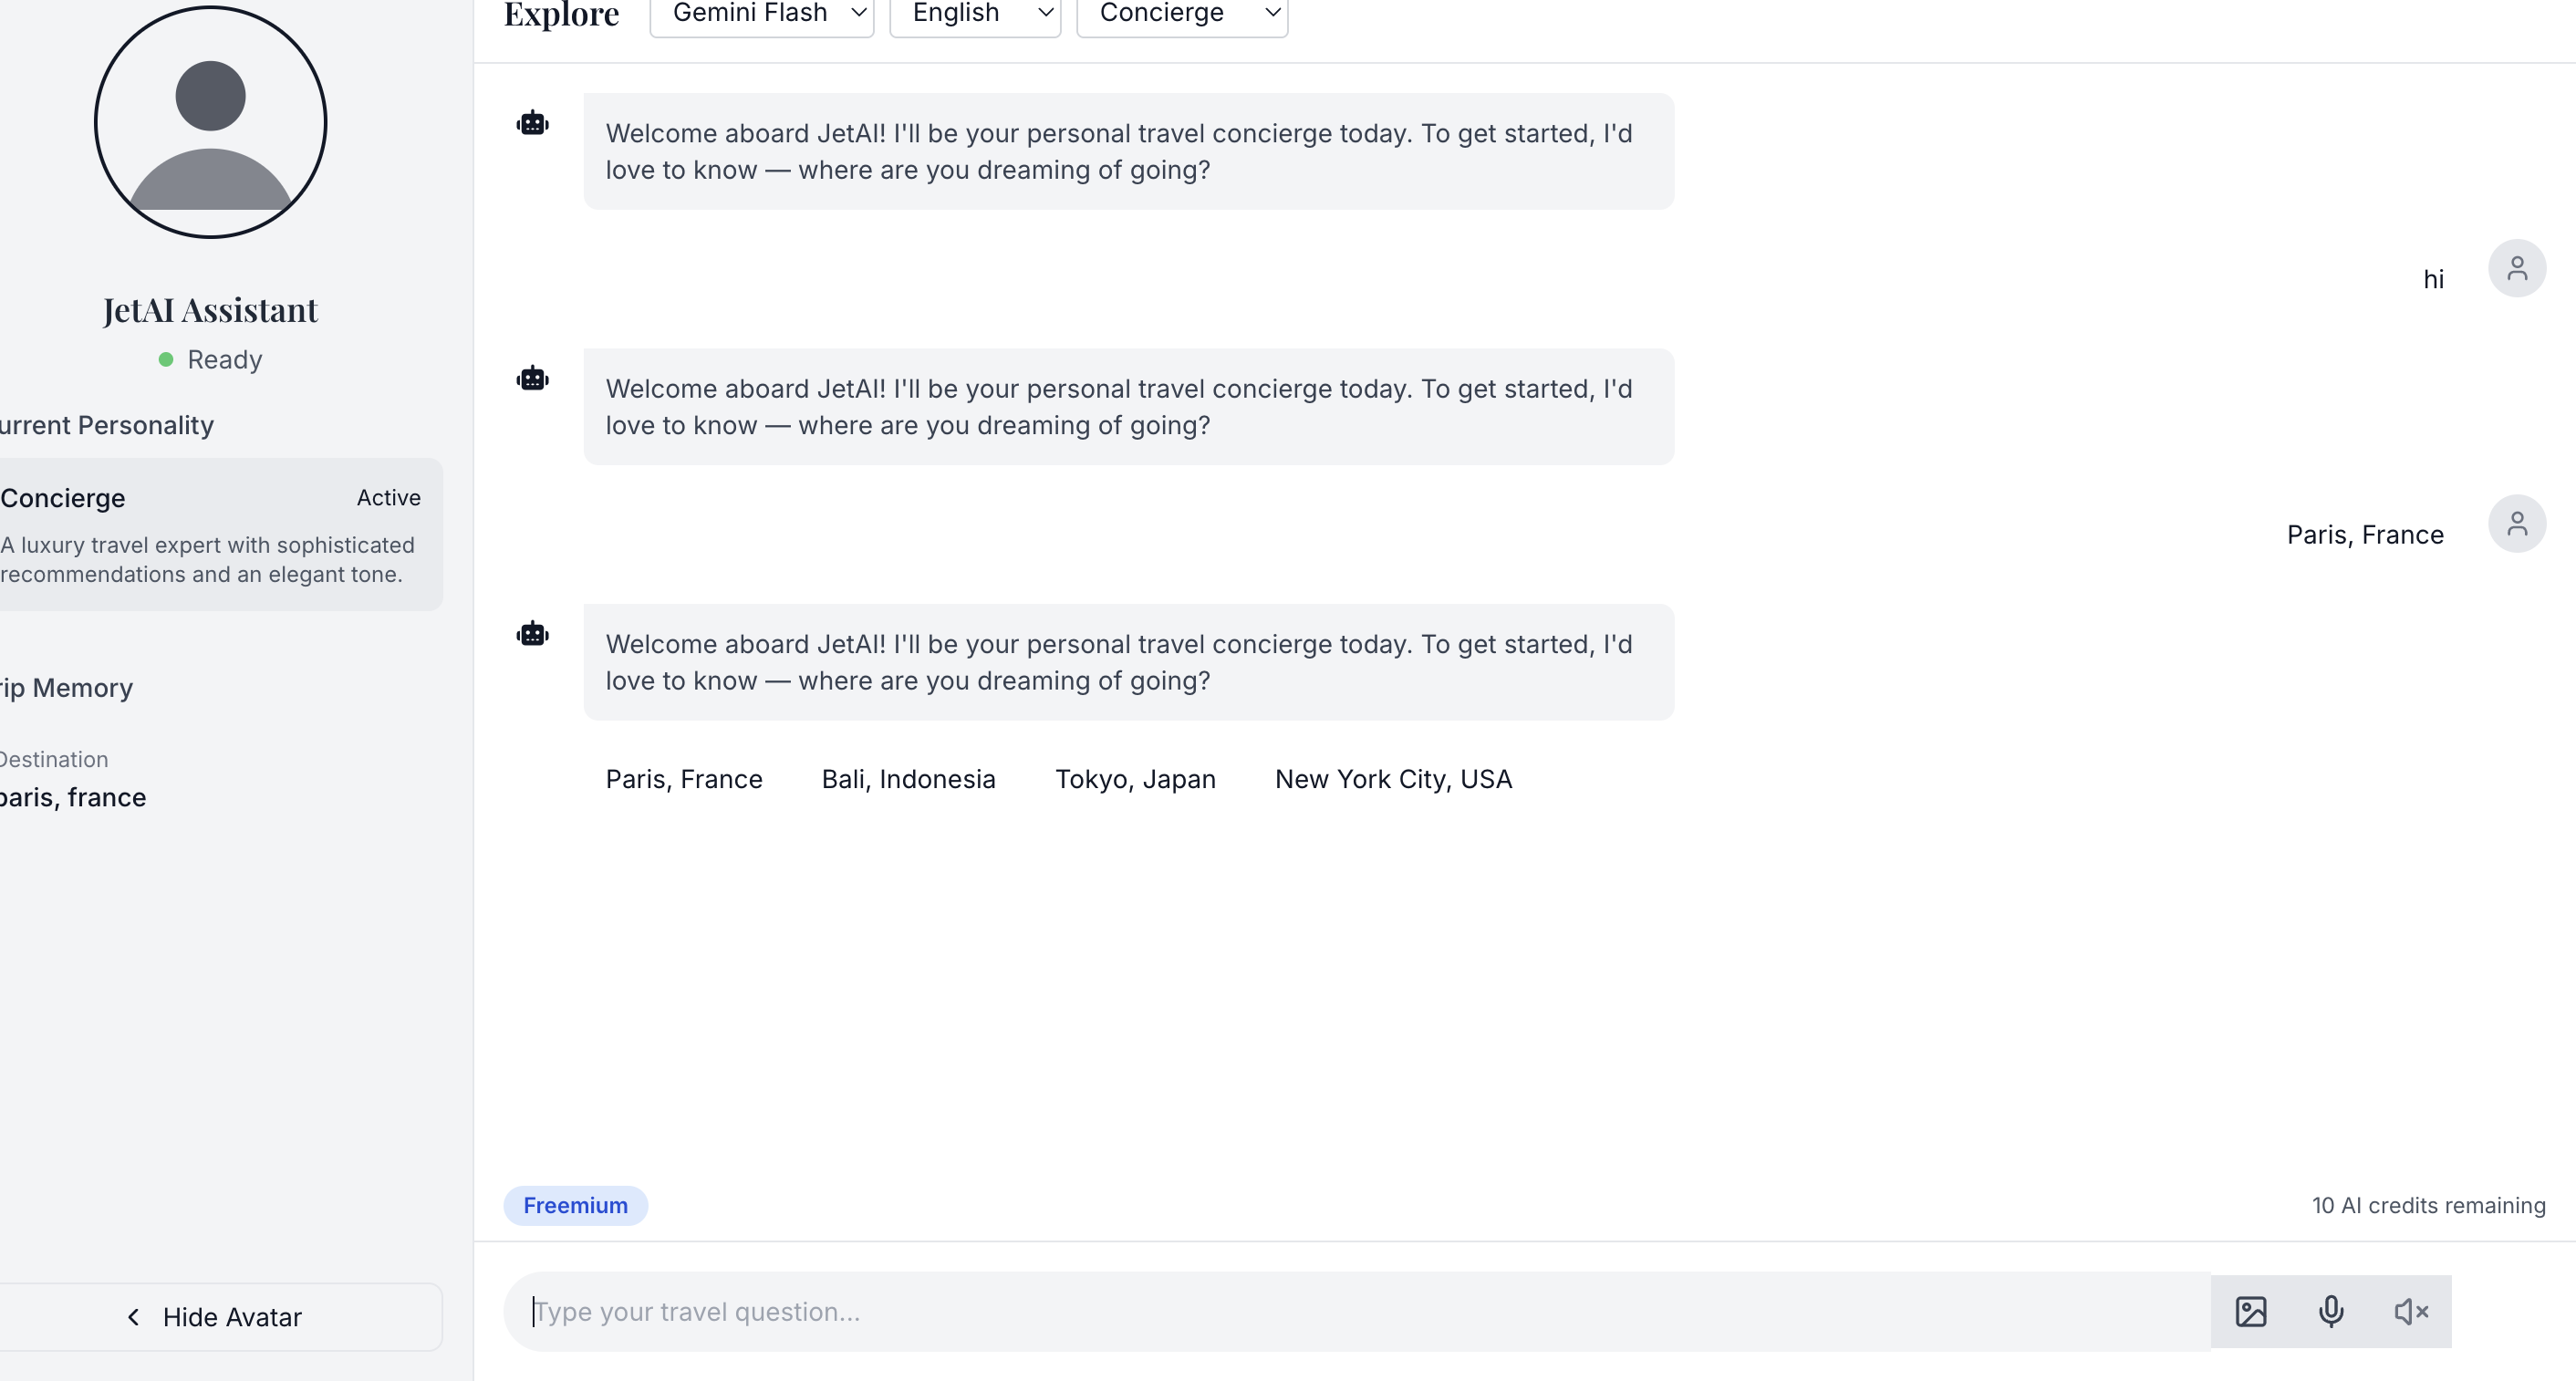 JetAI Assistant
Ready
urrent Personality
Concierge
Active
A luxury travel expert with sophisticated
recommendations and an elegant tone.
rip Memory
Destination
paris, france
Hide Avatar
Explore
Gemini Flash
English
Concierge
Welcome aboard JetAI! I'll be your personal travel concierge today. To get started, I'd
love to know — where are you dreaming of going?
hi
Welcome aboard JetAI! I'll be your personal travel concierge today. To get started, I'd
love to know — where are you dreaming of going?
Paris, France
Welcome aboard JetAI! I'll be your personal travel concierge today. To get started, I'd
love to know — where are you dreaming of going?
Paris, France
Bali, Indonesia
Tokyo, Japan
New York City, USA
Freemium
10 AI credits remaining
Type your travel question...